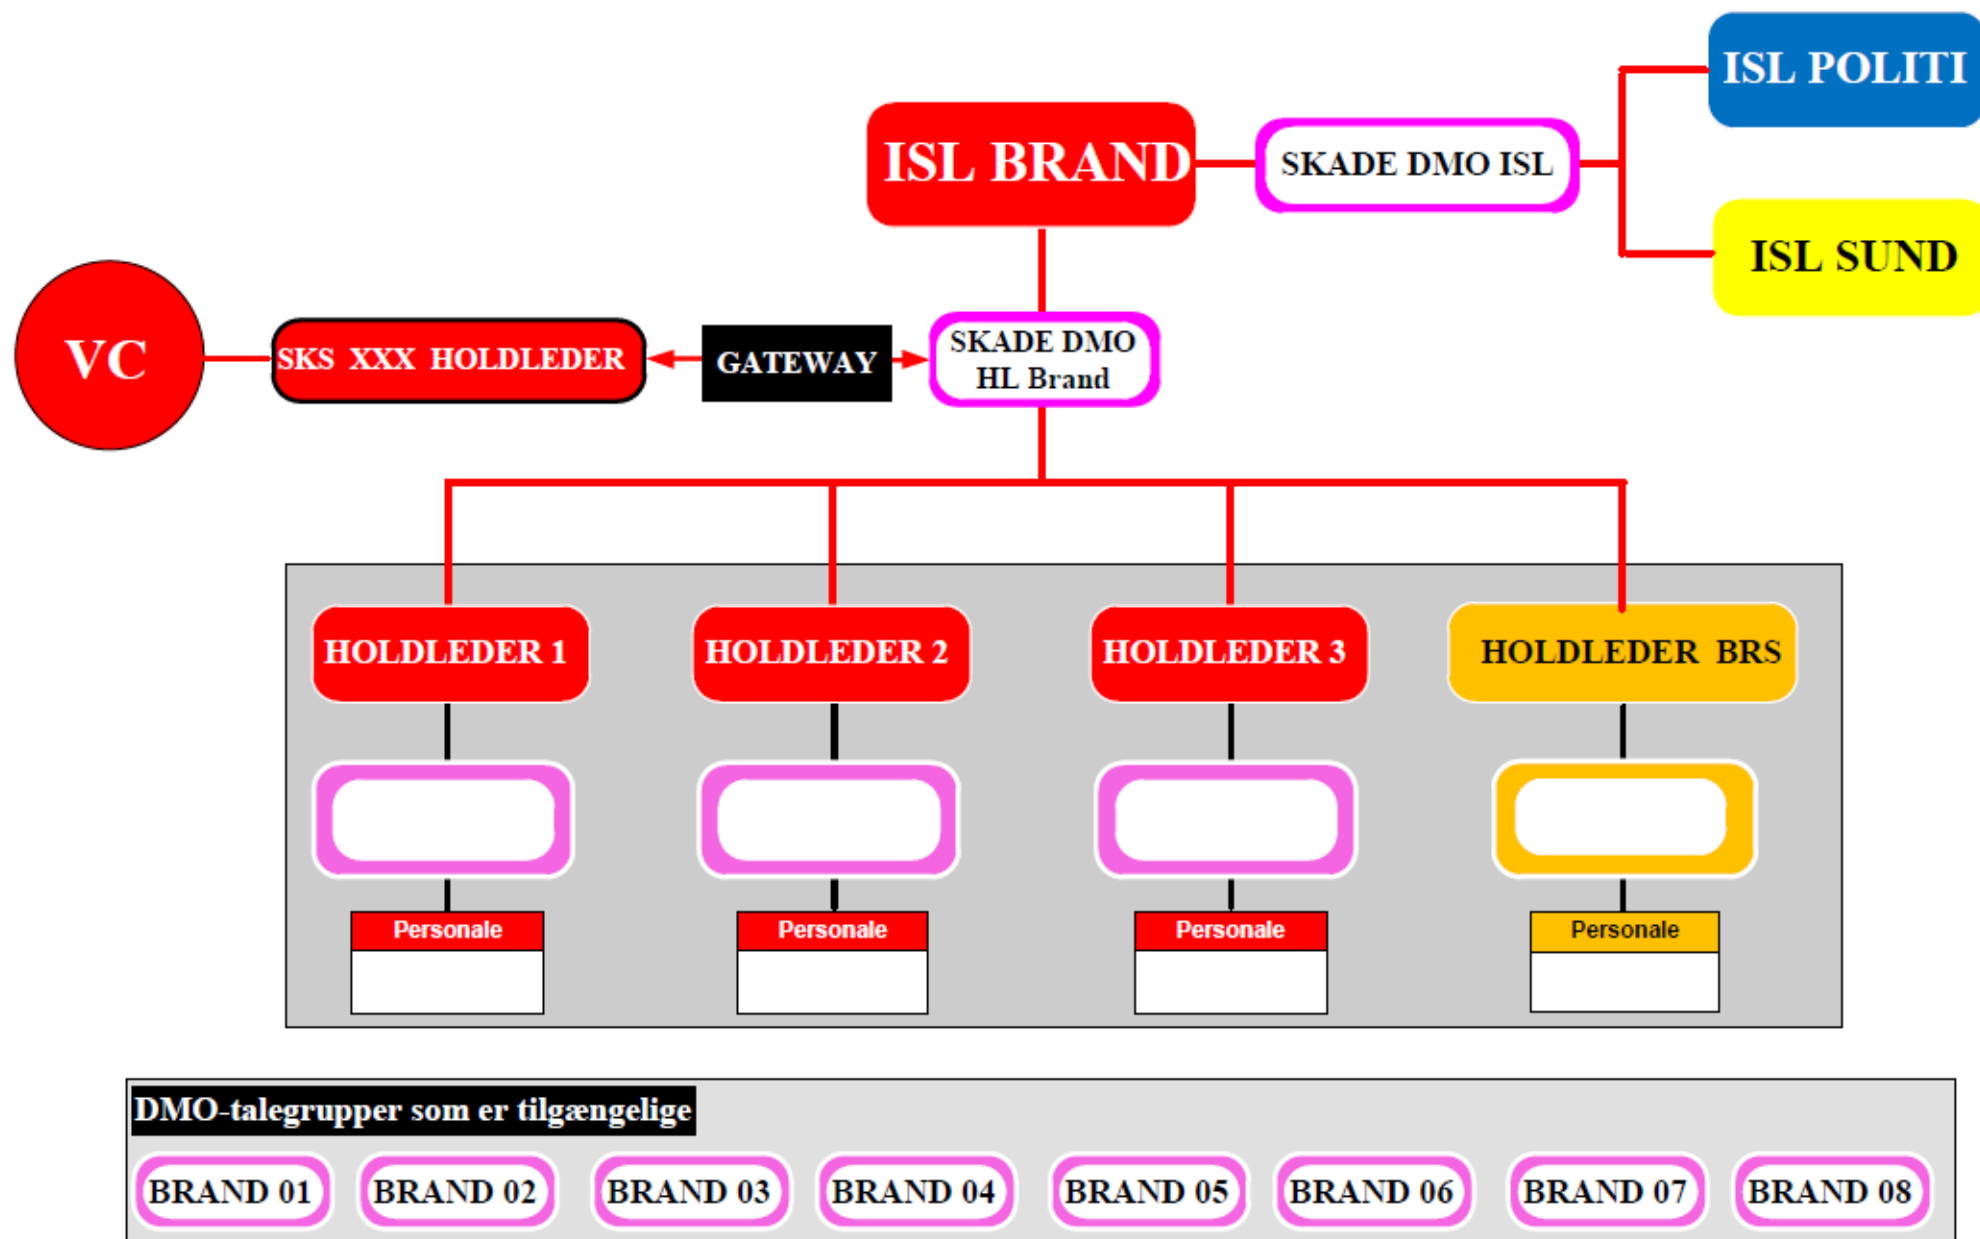 ISL POLITI
ISL BRAND
SKADE DMO ISL
ISL SUND
VC
SKS XXX HOLDLEDER
GATEWAY
SKADE DMO
HL Brand
HOLDLEDER 1
HOLDLEDER 2
HOLDLEDER 3
HOLDLEDER BRS
Personale
Personale
Personale
Personale
DMO-talegrupper som er tilgængelige
BRAND 01
BRAND 02
BRAND 03
BRAND 04
BRAND 05
BRAND 06
BRAND 07
BRAND 08